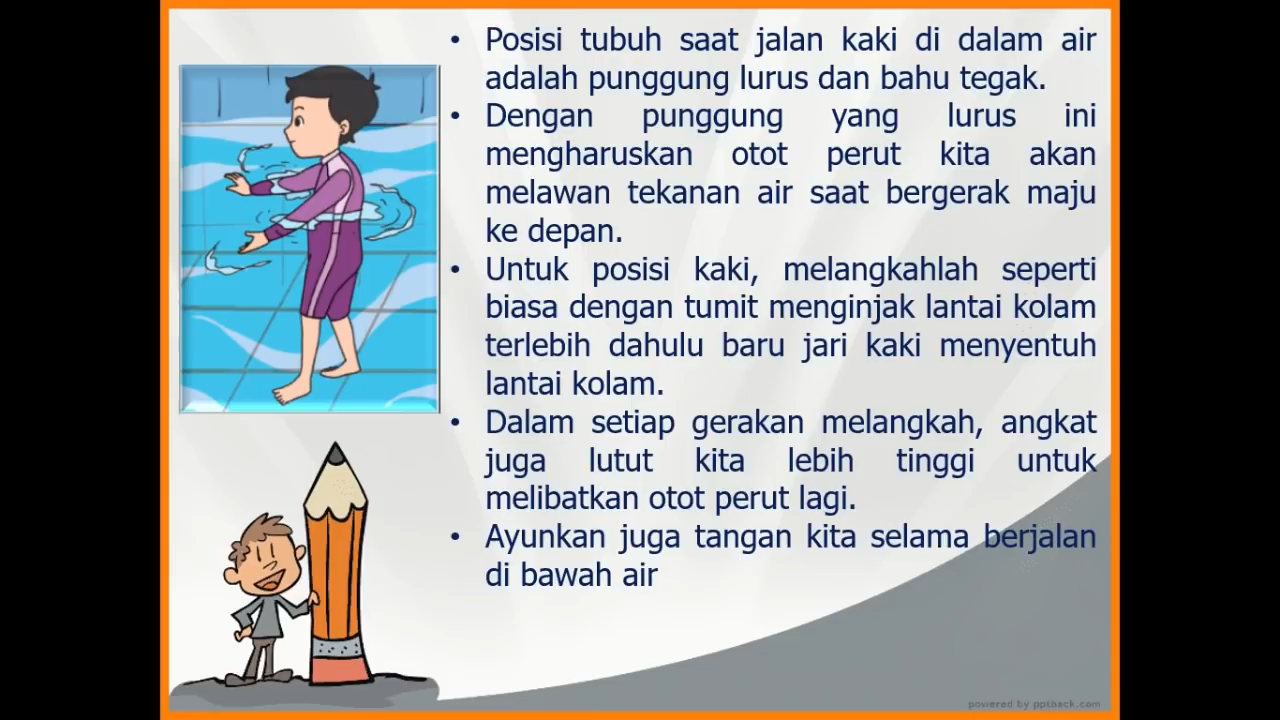 • Posisi tubuh saat jalan kaki di dalam air
adalah punggung lurus dan bahu tegak.
• Dengan punggung yang lurus ini
mengharuskan otot perut kita akan
melawan tekanan air saat bergerak maju
ke depan.
• Untuk posisi kaki, melangkahlah seperti
biasa dengan tumit menginjak lantai kolam
terlebih dahulu baru jari kaki menyentuh
lantai kolam.
• Dalam setiap gerakan melangkah, angkat
juga lutut kita lebih tinggi untuk
melibatkan otot perut lagi.
• Ayunkan juga tangan kita selama berjalan
di bawah air
powered by pptback.com